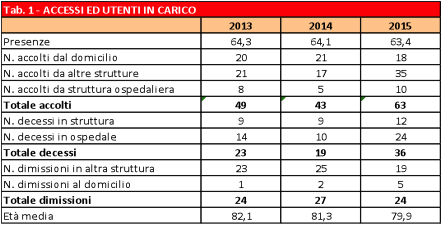 Tab. 1 - ACCESSI ED UTENTI IN CARICO
2013 2014 2015
Presenze 64,3 64,1 63,4
N. accolti dal domicilio 20 21 18
N. accolti da altre strutture 21 17 35
N. accolti da struttura ospedaliera 8 5 10
Totale accolti 49 43 63
N. decessi in struttura 9 9 12
N. decessi in ospedale 14 10 24
Totale decessi 23 19 36
N. dimissioni in altra struttura 23 25 19
N. dimissioni al domicilio 1 2 5
Totale dimissioni 24 27 24
Età media 82,1 81,3 79,9